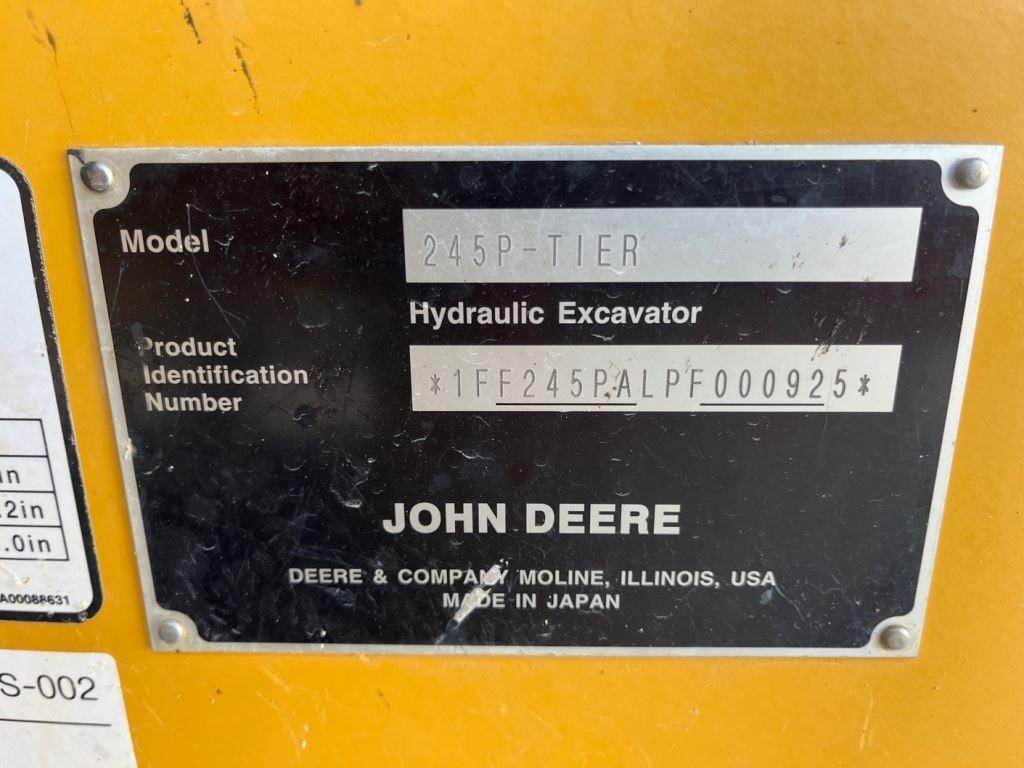 Model
245P-TIER
Hydraulic Excavator
Product
Identification
Number
*1FF245PALPF000925*
JOHN DEERE
DEERE & COMPANY MOLINE, ILLINOIS, USA
MADE IN JAPAN
in
.2in
.0in
A00088631
S-002